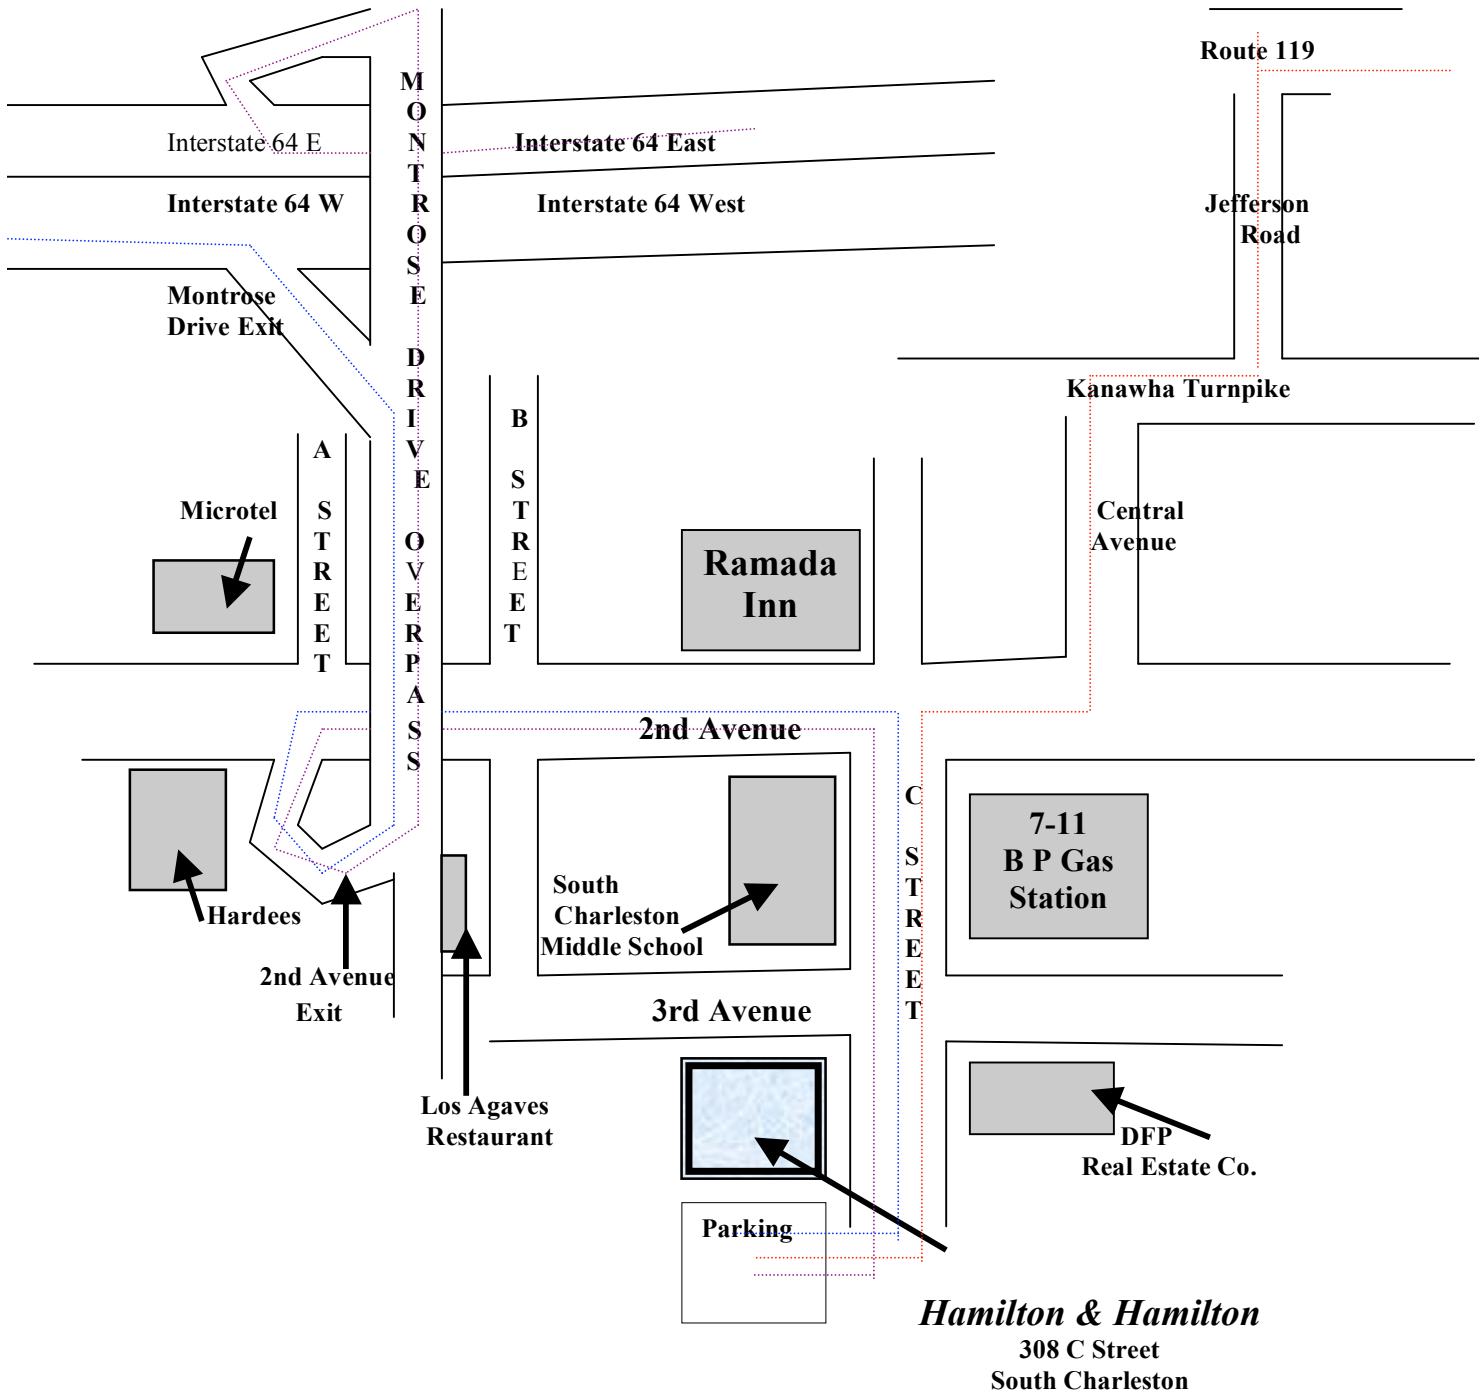 Route 119
Interstate 64 E
Interstate 64 East
Interstate 64 W
Interstate 64 West
Jefferson
Road
MONTROSE DRIVE OVERPASS
Montrose
Drive Exit
Kanawha Turnpike
A STREET
B STREET
Microtel
Central
Avenue
Ramada
Inn
2nd Avenue
C STREET
7-11
B P Gas
Station
South
Charleston
Middle School
Hardees
2nd Avenue
Exit
3rd Avenue
Los Agaves
Restaurant
DFP
Real Estate Co.
Parking
Hamilton & Hamilton
308 C Street
South Charleston